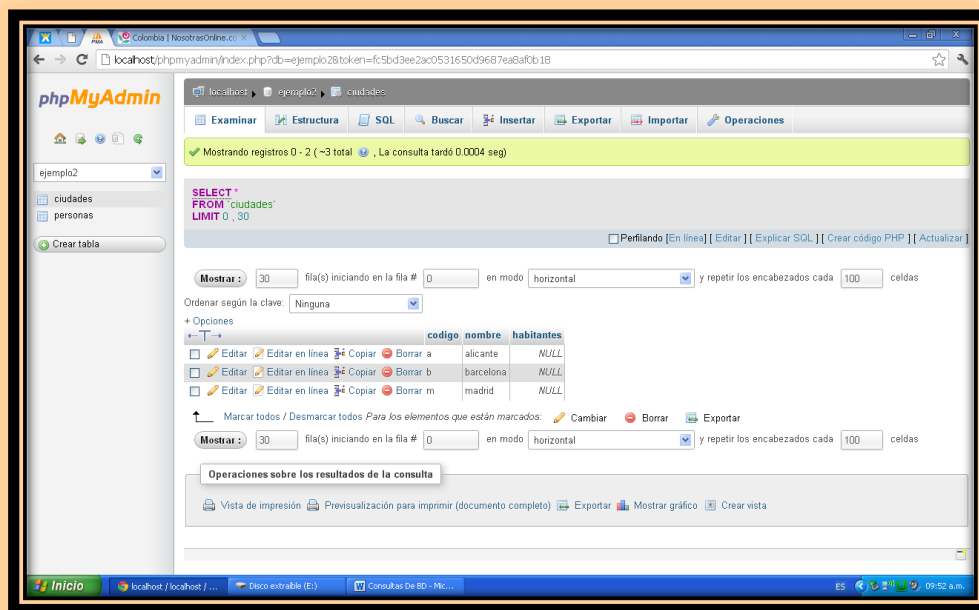 Colombia | NosotrasOnline.co
localhost/phpmyadmin/index.php?db=ejemplo2&token=fc5bd3ee2ac0531650d9687ea8af0b18
phpMyAdmin
localhost ejemplo2 ciudades
Examinar Estructura SQL Buscar Insertar Exportar Importar Operaciones
Mostrando registros 0 - 2 ( ~3 total , La consulta tardó 0.0004 seg)
ejemplo2
ciudades
personas
Crear tabla
SELECT *
FROM `ciudades`
LIMIT 0 , 30
Perfilando [En línea] [ Editar ] [ Explicar SQL ] [ Crear código PHP ] [ Actualizar ]
Mostrar : 30 fila(s) iniciando en la fila # 0 en modo horizontal y repetir los encabezados cada 100 celdas
Ordenar según la clave: Ninguna
+ Opciones
←T→ codigo nombre habitantes
Editar Editar en línea Copiar Borrar a alicante NULL
Editar Editar en línea Copiar Borrar b barcelona NULL
Editar Editar en línea Copiar Borrar m madrid NULL
Marcar todos / Desmarcar todos Para los elementos que están marcados: Cambiar Borrar Exportar
Mostrar : 30 fila(s) iniciando en la fila # 0 en modo horizontal y repetir los encabezados cada 100 celdas
Operaciones sobre los resultados de la consulta
Vista de impresión Previsualización para imprimir (documento completo) Exportar Mostrar gráfico Crear vista
Inicio localhost / localhost / ... Disco extraíble (E:) Consultas De BD - Mic... ES 09:52 a.m.